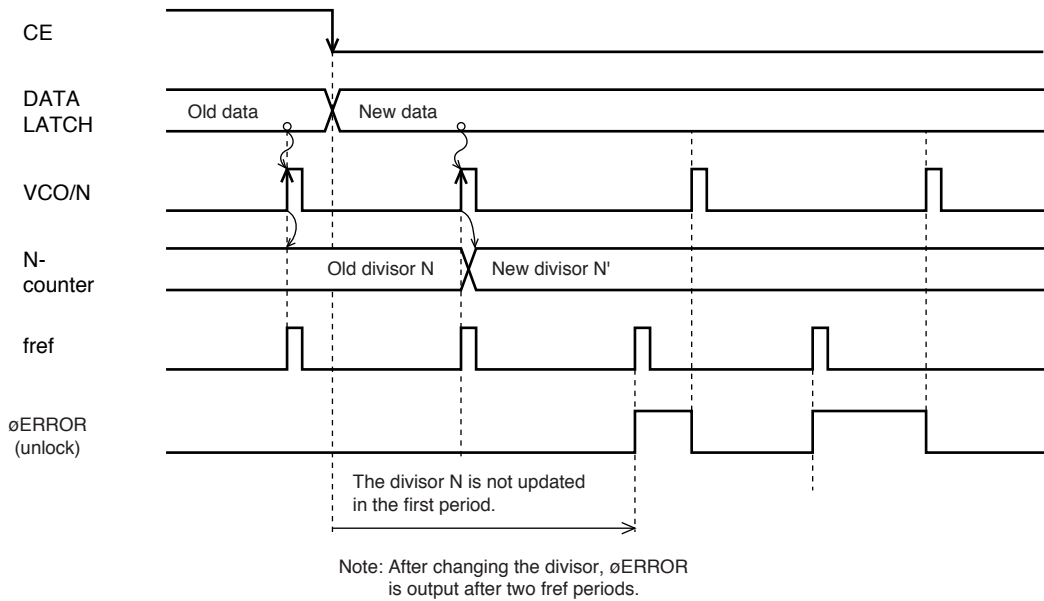 CE
DATA
LATCH
Old data
New data
VCO/N
N-
counter
Old divisor N
New divisor N'
fref
øERROR
(unlock)
The divisor N is not updated
in the first period.
Note: After changing the divisor, øERROR
is output after two fref periods.